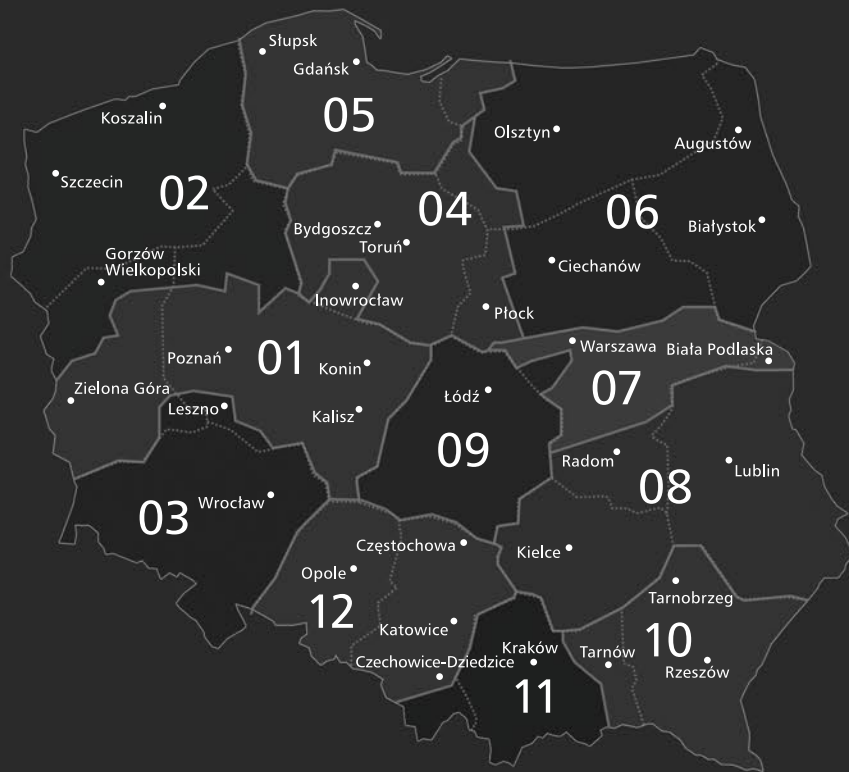 Słupsk
Gdańsk
05
Koszalin
Olsztyn
Augustów
Szczecin
02
04
06
Bydgoszcz
Toruń
Białystok
Gorzów
Wielkopolski
Ciechanów
Inowrocław
Płock
Poznań
01
Konin
Warszawa
Biała Podlaska
07
Zielona Góra
Leszno
Kalisz
Łódź
09
Radom
Lublin
08
03
Wrocław
Częstochowa
Kielce
Opole
12
Katowice
Tarnobrzeg
10
Kraków
Tarnów
Rzeszów
Czechowice-Dziedzice
11